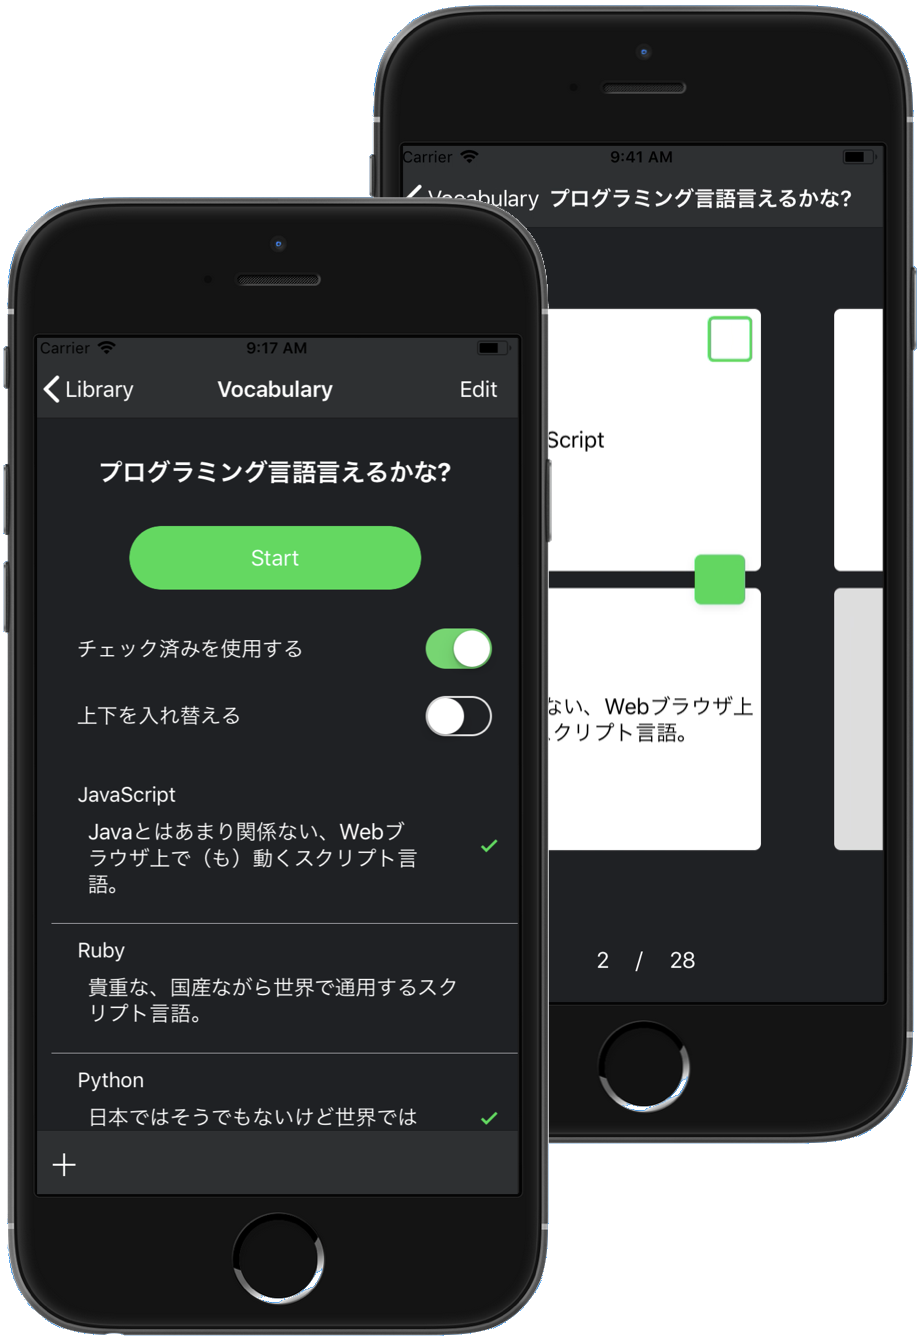 Carrier
9:41 AM
Vocabulary プログラミング言語言えるかな?
Script
ない、Webブラウザ上
クリプト言語。
2 / 28
Carrier
9:17 AM
Library
Vocabulary
Edit
プログラミング言語言えるかな?
Start
チェック済みを使用する
上下を入れ替える
JavaScript
Javaとはあまり関係ない、Webブ
ラウザ上で（も）動くスクリプト言
語。
Ruby
貴重な、国産ながら世界で通用するスク
リプト言語。
Python
日本ではそうでもないけど世界では